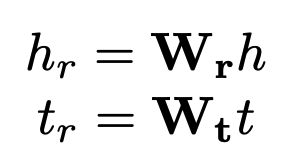 h_r = W_r h
t_r = W_t t